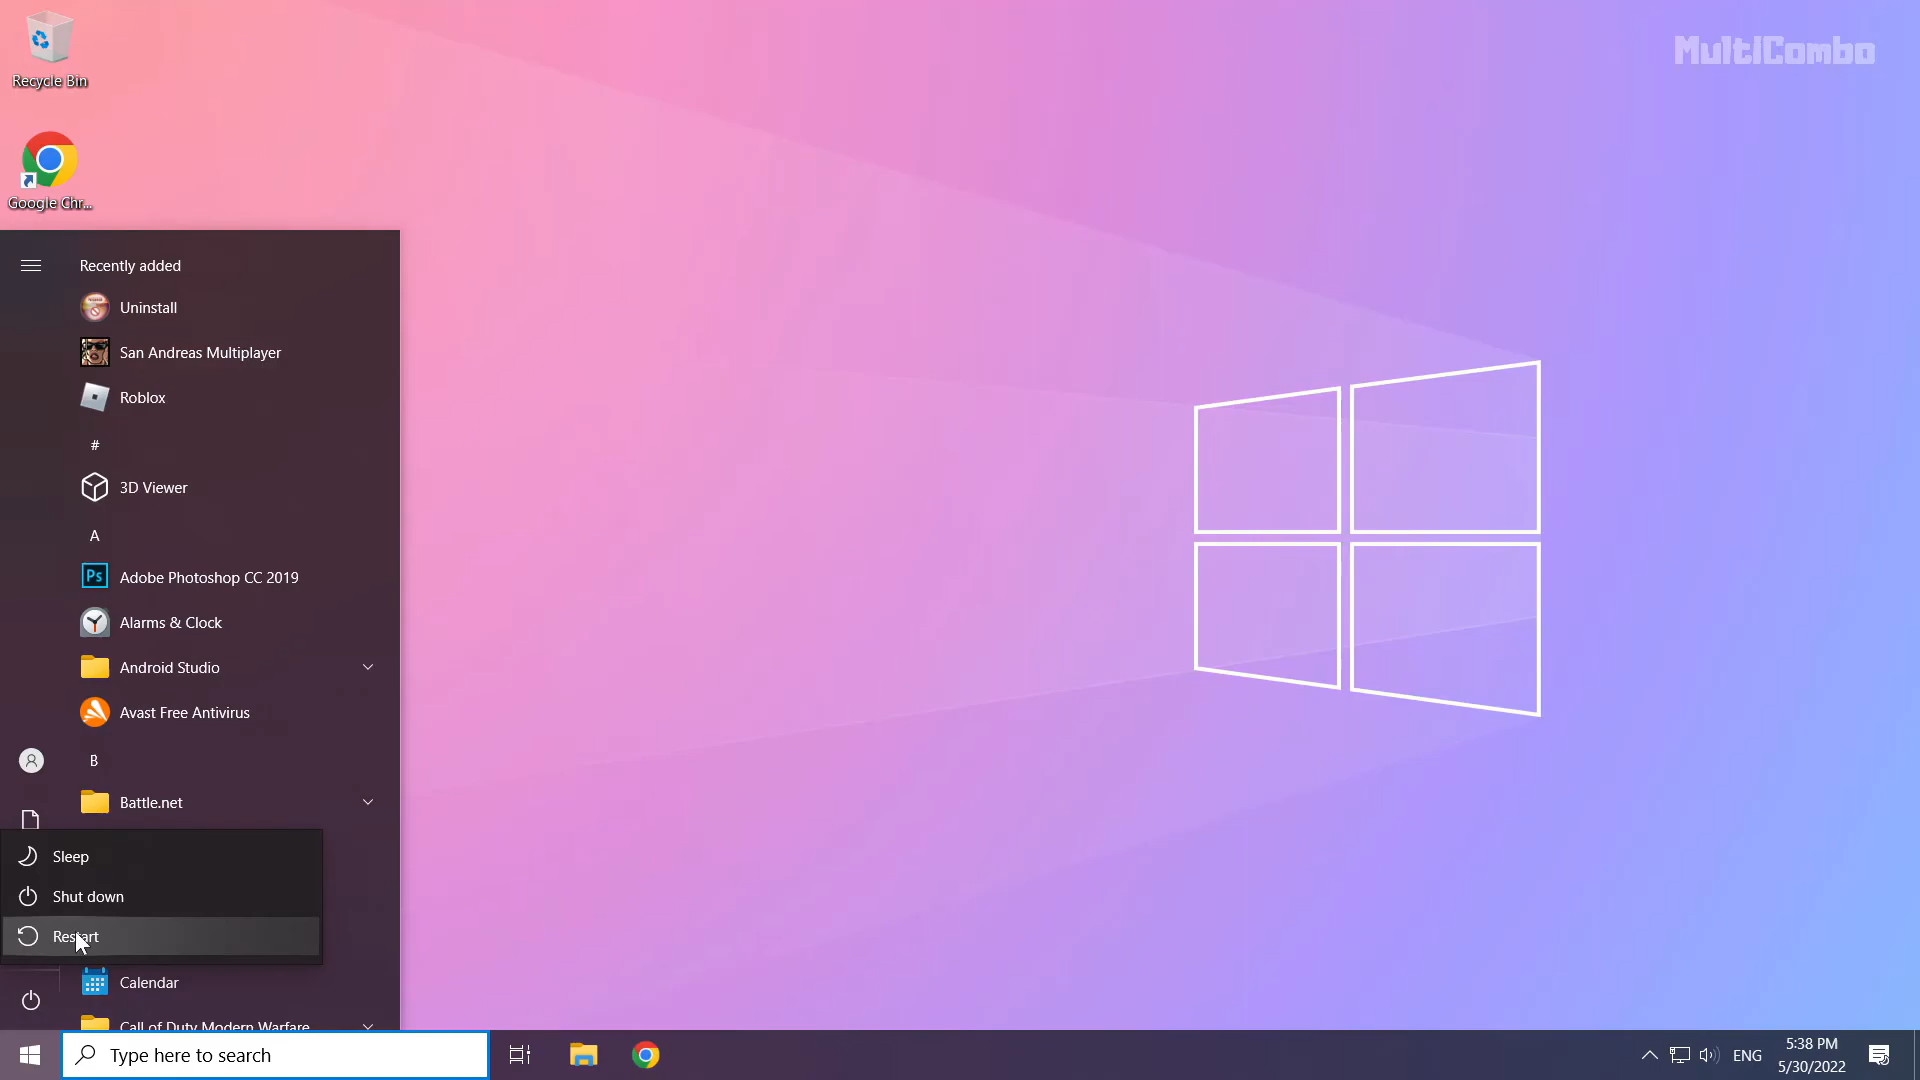 MultiCombo
Recycle Bin
Google Chr...
Recently added
Uninstall
San Andreas Multiplayer
Roblox
#
3D Viewer
A
Ps
Adobe Photoshop CC 2019
Alarms & Clock
Android Studio
Avast Free Antivirus
B
Battle.net
Sleep
Shut down
Restart
Calendar
Call of Duty Modern Warfare
Type here to search
ENG
5:38 PM
5/30/2022